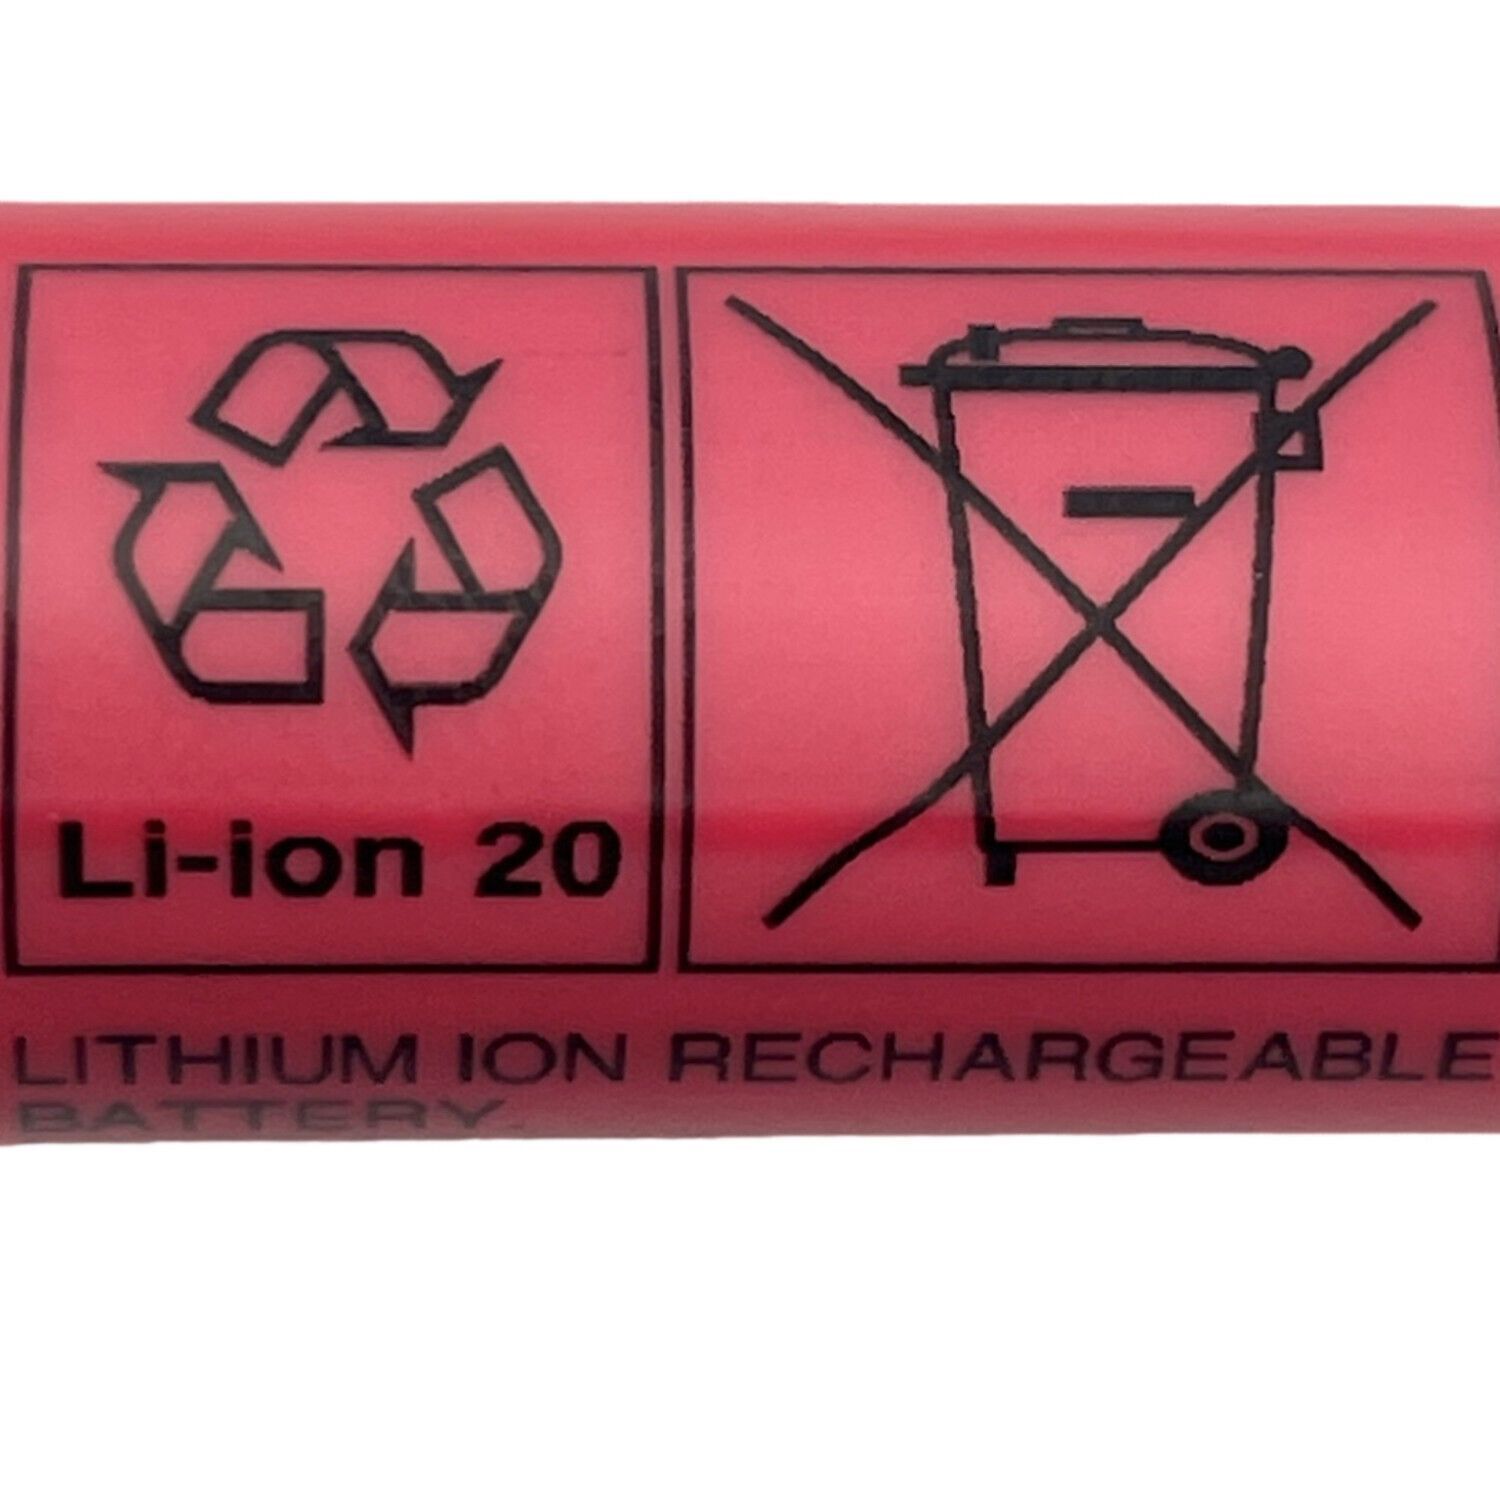 Li-ion 20
LITHIUM ION RECHARGEABLE
BATTERY.